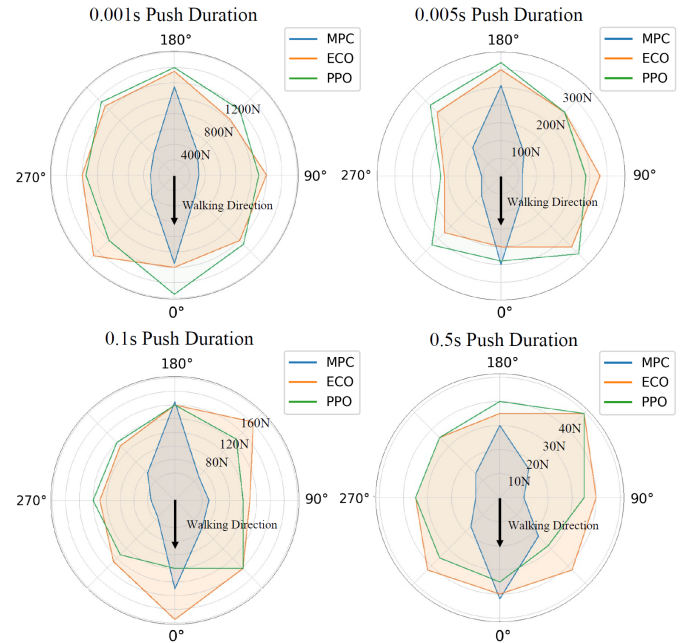 0.001s Push Duration
180°
MPC
ECO
PPO
1200N
800N
400N
270°
90°
Walking Direction
0°
0.005s Push Duration
180°
MPC
ECO
PPO
300N
200N
100N
270°
90°
Walking Direction
0°
0.1s Push Duration
180°
MPC
ECO
PPO
160N
120N
80N
270°
90°
Walking Direction
0°
0.5s Push Duration
180°
MPC
ECO
PPO
40N
30N
20N
10N
270°
90°
Walking Direction
0°